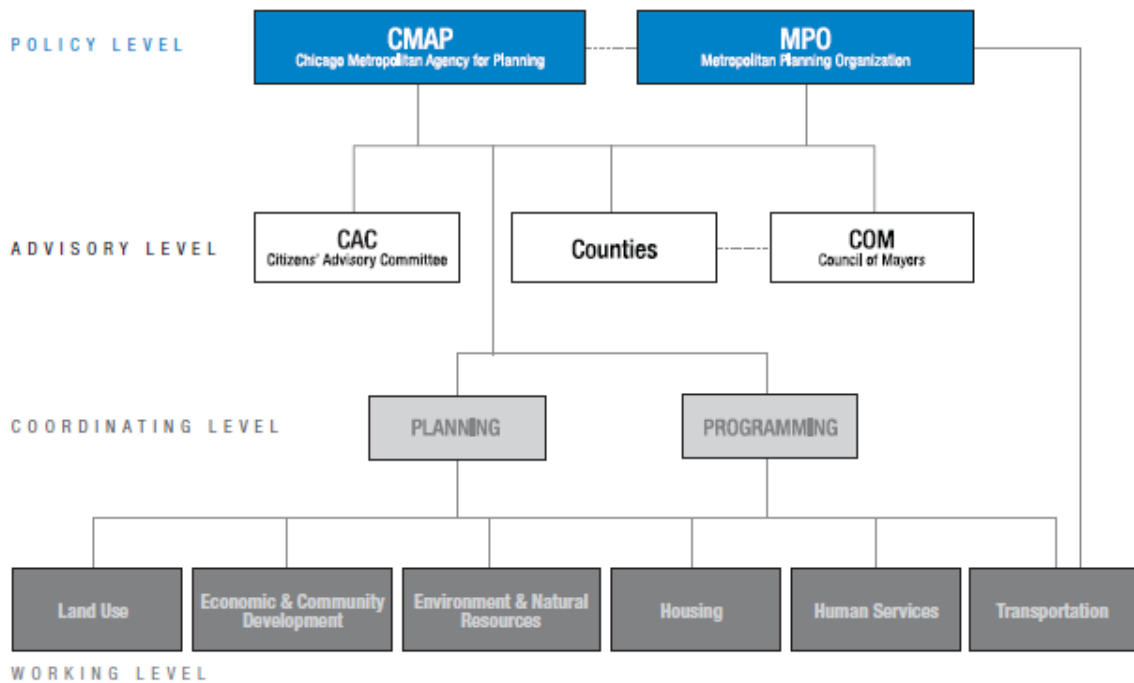 POLICY LEVEL
CMAP
Chicago Metropolitan Agency for Planning
MPO
Metropolitan Planning Organization
ADVISORY LEVEL
CAC
Citizens' Advisory Committee
Counties
COM
Council of Mayors
COORDINATING LEVEL
PLANNING
PROGRAMMING
Land Use
Economic & Community
Development
Environment & Natural
Resources
Housing
Human Services
Transportation
WORKING LEVEL